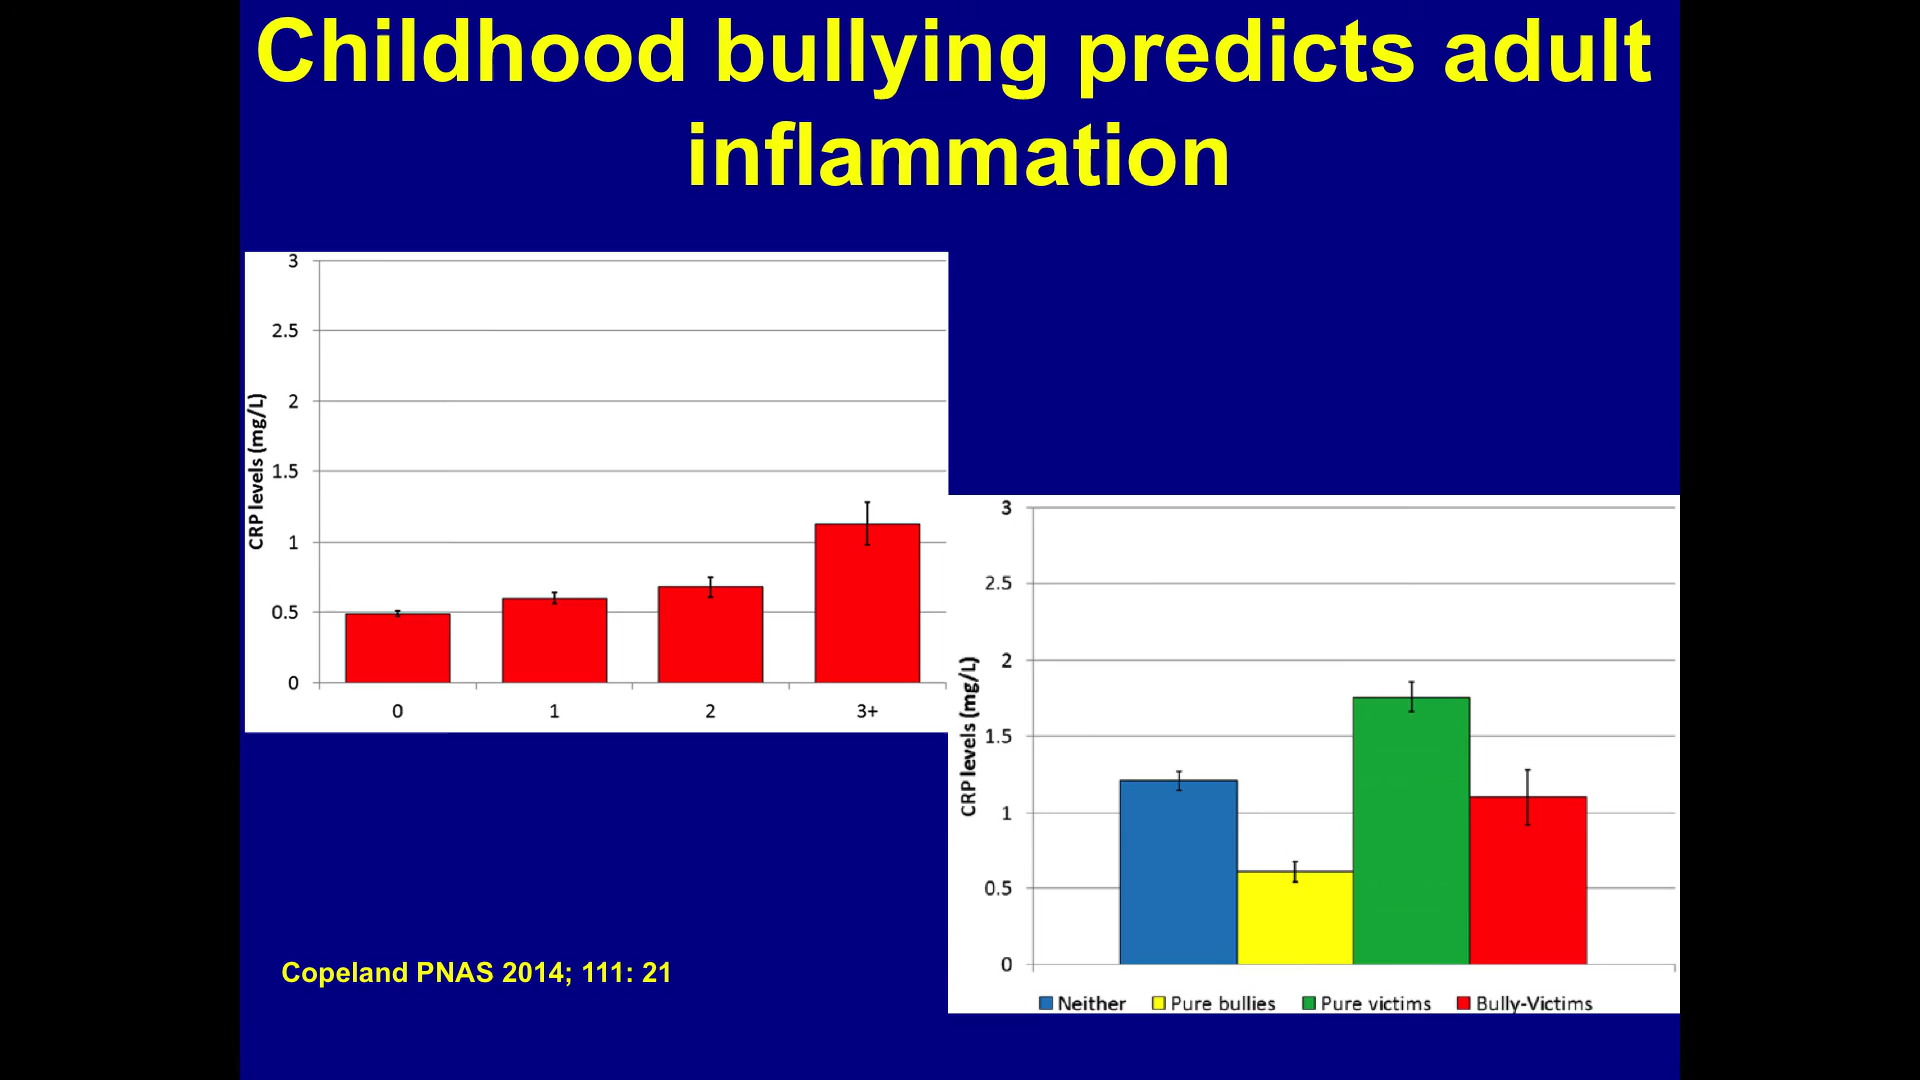 Childhood bullying predicts adult
inflammation
3
2.5
2
1.5
1
0.5
0
CRP levels (mg/L)
0 1 2 3+
3
2.5
2
1.5
1
0.5
0
CRP levels (mg/L)
Neither Pure bullies Pure victims Bully-Victims
Copeland PNAS 2014; 111: 21